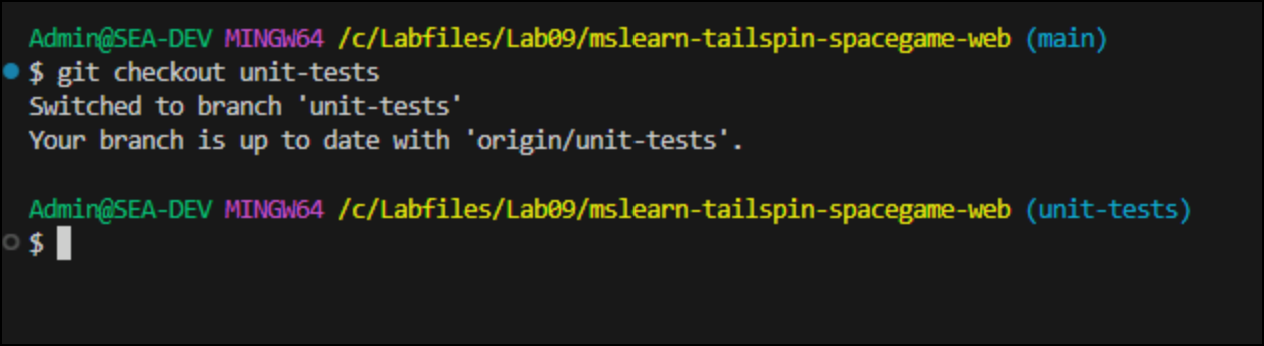 Admin@SEA-DEV MINGW64 /c/Labfiles/Lab09/mslearn-tailspin-spacegame-web (main)
$ git checkout unit-tests
Switched to branch 'unit-tests'
Your branch is up to date with 'origin/unit-tests'.
Admin@SEA-DEV MINGW64 /c/Labfiles/Lab09/mslearn-tailspin-spacegame-web (unit-tests)
$